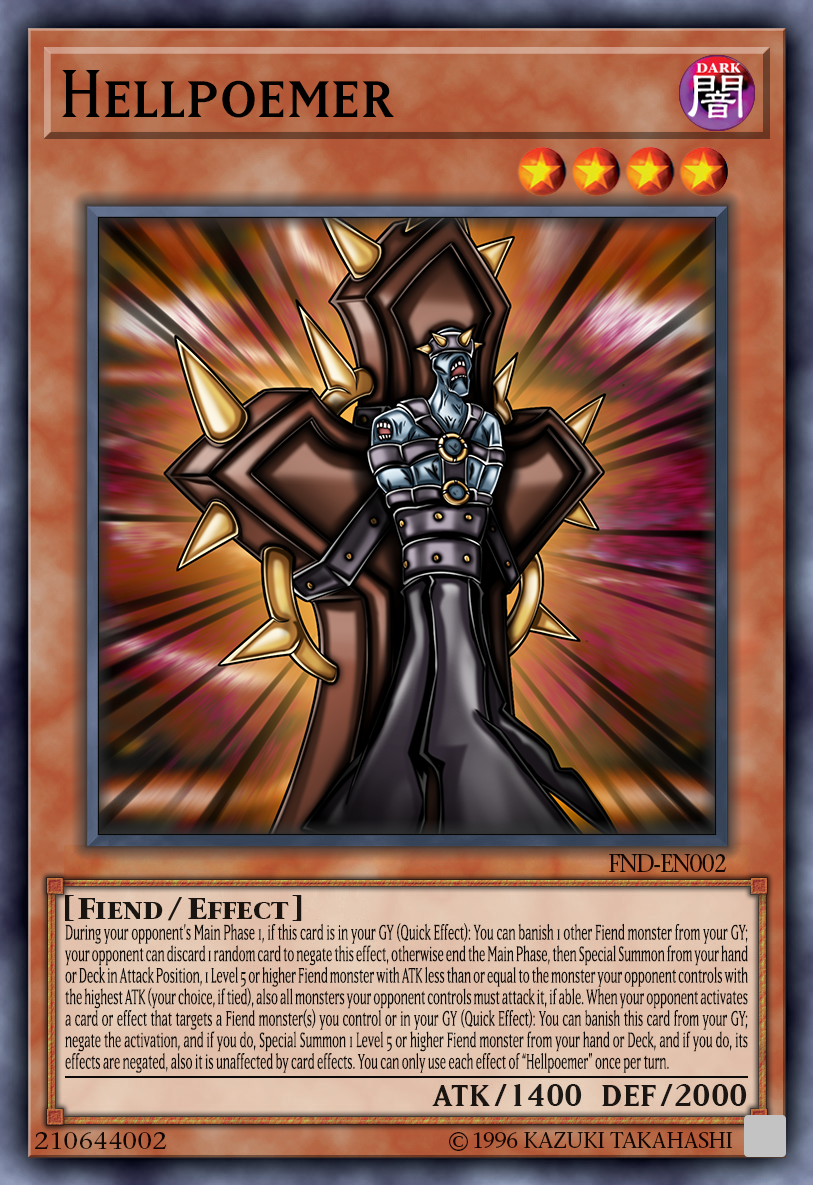 HELLPOEMER
DARK
闇
FND-EN002
[ FIEND / EFFECT ]
During your opponent's Main Phase 1, if this card is in your GY (Quick Effect): You can banish 1 other Fiend monster from your GY;
your opponent can discard 1 random card to negate this effect, otherwise end the Main Phase, then Special Summon from your hand
or Deck in Attack Position, 1 Level 5 or higher Fiend monster with ATK less than or equal to the monster your opponent controls with
the highest ATK (your choice, if tied), also all monsters your opponent controls must attack it, if able. When your opponent activates
a card or effect that targets a Fiend monster(s) you control or in your GY (Quick Effect): You can banish this card from your GY;
negate the activation, and if you do, Special Summon 1 Level 5 or higher Fiend monster from your hand or Deck, and if you do, its
effects are negated, also it is unaffected by card effects. You can only use each effect of “Hellpoemer” once per turn.
ATK/1400 DEF/2000
210644002 © 1996 KAZUKI TAKAHASHI